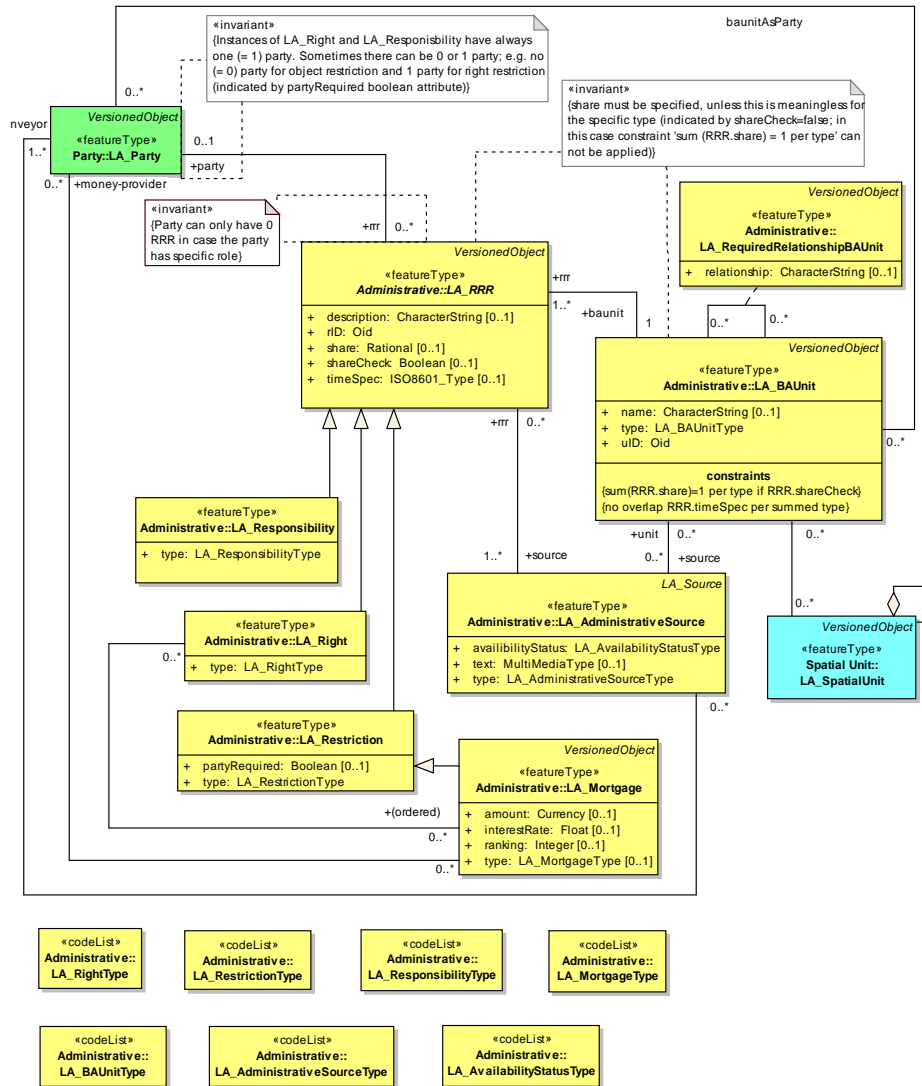 «invariant»
{Instances of LA_Right and LA_Responisbility have always
one (= 1) party. Sometimes there can be 0 or 1 party; e.g. no
(= 0) party for object restriction and 1 party for right restriction
(indicated by partyRequired boolean attribute)}
baunitAsParty
«invariant»
{share must be specified, unless this is meaningless for
the specific type (indicated by shareCheck=false; in
this case constraint 'sum (RRR.share) = 1 per type' can
not be applied)}
0..*
nveyor
1..*
VersionedObject
«featureType»
Party::LA_Party
0..1
+party
0..*
+money-provider
«invariant»
{Party can only have 0
RRR in case the party
has specific role}
+rrr
0..*
VersionedObject
«featureType»
Administrative::
LA_RequiredRelationshipBAUnit
+ relationship: CharacterString [0..1]
VersionedObject
«featureType»
Administrative::LA_RRR
+ description: CharacterString [0..1]
+ rID: Oid
+ share: Rational [0..1]
+ shareCheck: Boolean [0..1]
+ timeSpec: ISO8601_Type [0..1]
+rrr
1..*
+baunit
1
0..*
0..*
VersionedObject
«featureType»
Administrative::LA_BAUnit
+ name: CharacterString [0..1]
+ type: LA_BAUnitType
+ uID: Oid
constraints
{sum(RRR.share)=1 per type if RRR.shareCheck}
{no overlap RRR.timeSpec per summed type}
0..*
+rrr
0..*
«featureType»
Administrative::LA_Responsibility
+ type: LA_ResponsibilityType
+unit
0..*
0..*
1..*
+source
0..*
+source
LA_Source
«featureType»
Administrative::LA_AdministrativeSource
+ availibilityStatus: LA_AvailabilityStatusType
+ text: MultiMediaType [0..1]
+ type: LA_AdministrativeSourceType
0..*
0..*
VersionedObject
«featureType»
Spatial Unit::
LA_SpatialUnit
«featureType»
Administrative::LA_Right
+ type: LA_RightType
0..*
«featureType»
Administrative::LA_Restriction
+ partyRequired: Boolean [0..1]
+ type: LA_RestrictionType
VersionedObject
«featureType»
Administrative::LA_Mortgage
+ amount: Currency [0..1]
+ interestRate: Float [0..1]
+ ranking: Integer [0..1]
+ type: LA_MortgageType [0..1]
+(ordered)
0..*
0..*
«codeList»
Administrative::
LA_RightType
«codeList»
Administrative::
LA_RestrictionType
«codeList»
Administrative::
LA_ResponsibilityType
«codeList»
Administrative::
LA_MortgageType
«codeList»
Administrative::
LA_BAUnitType
«codeList»
Administrative::
LA_AdministrativeSourceType
«codeList»
Administrative::
LA_AvailabilityStatusType